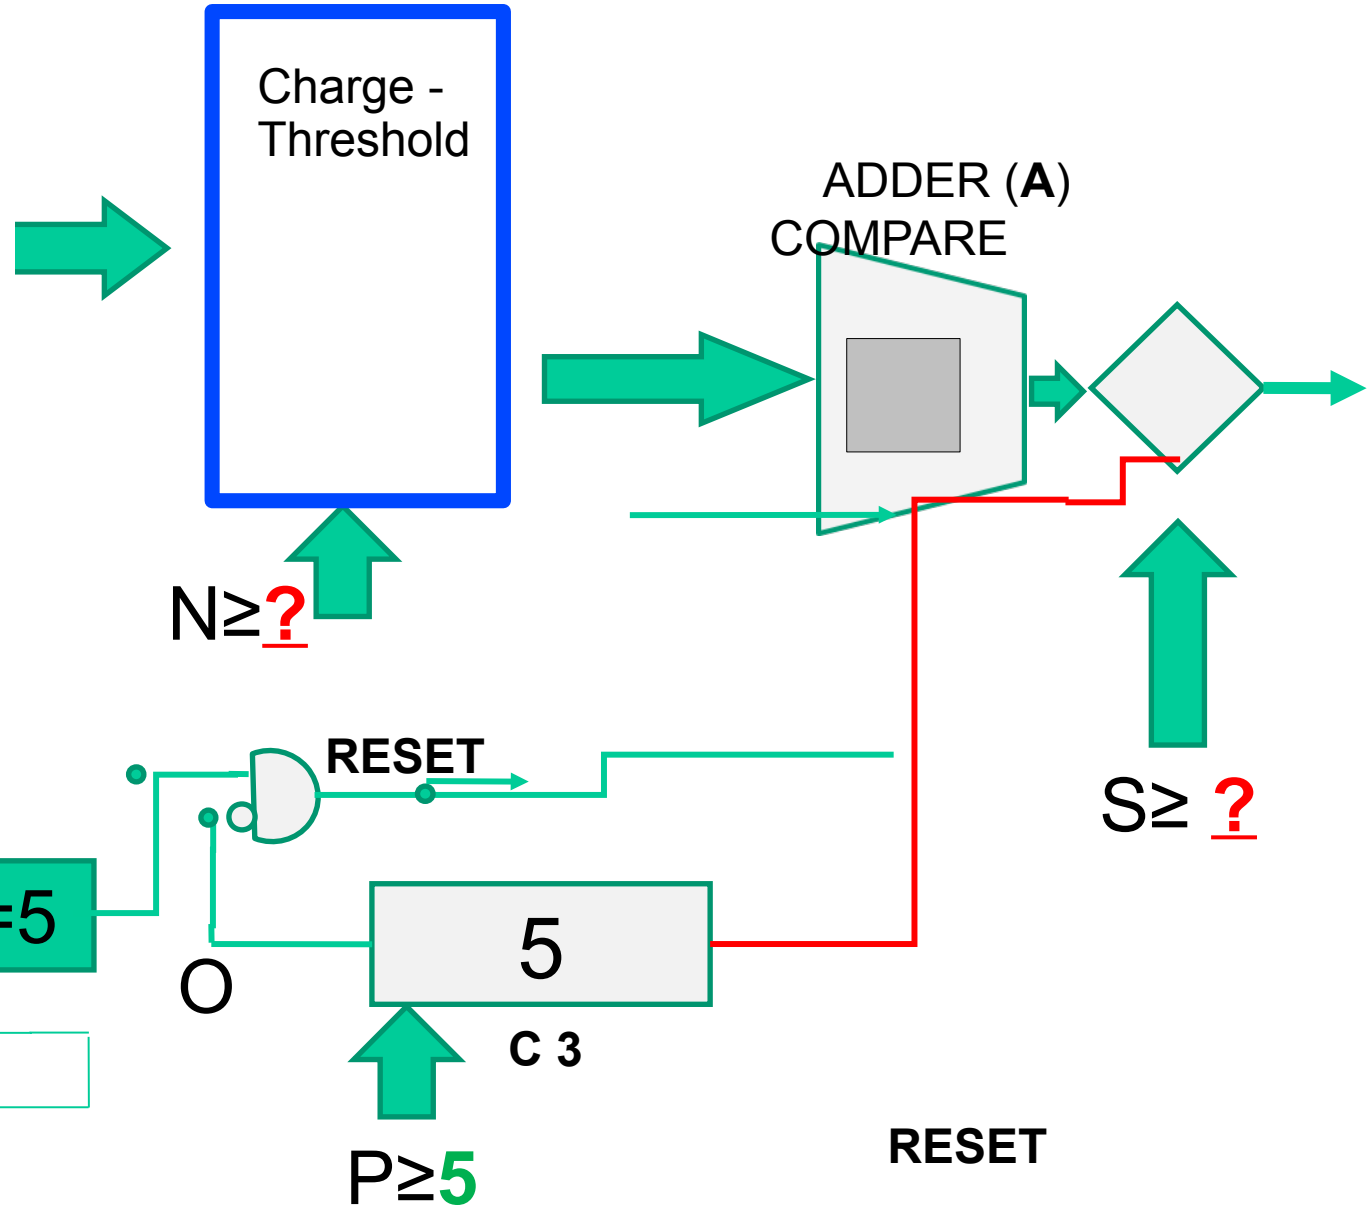 Charge -
Threshold
ADDER (A)
COMPARE
N≥?
RESET
S≥ ?
=5
5
O
C 3
P≥5
RESET